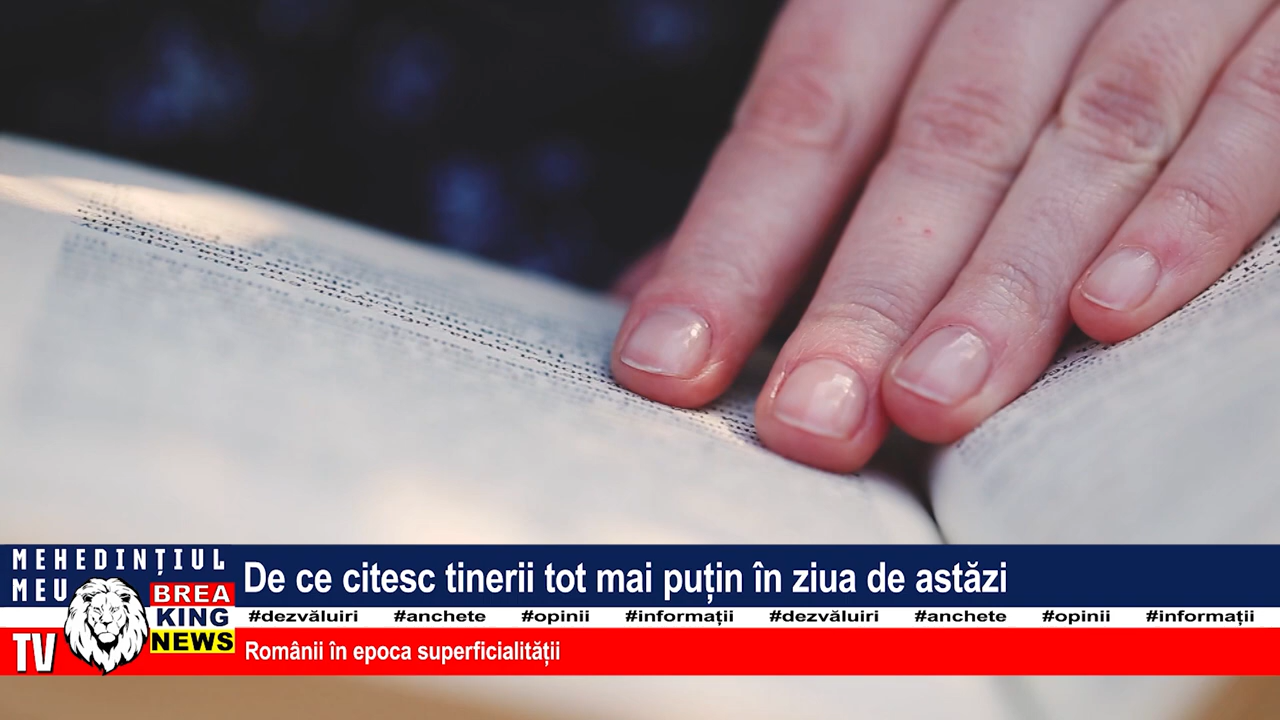 MEHEDINȚIUL
MEU
TV
BREA
KING
NEWS
De ce citesc tinerii tot mai puțin în ziua de astăzi
#dezvăluiri #anchete #opinii #informații #dezvăluiri #anchete #opinii #informații
Românii în epoca superficialității